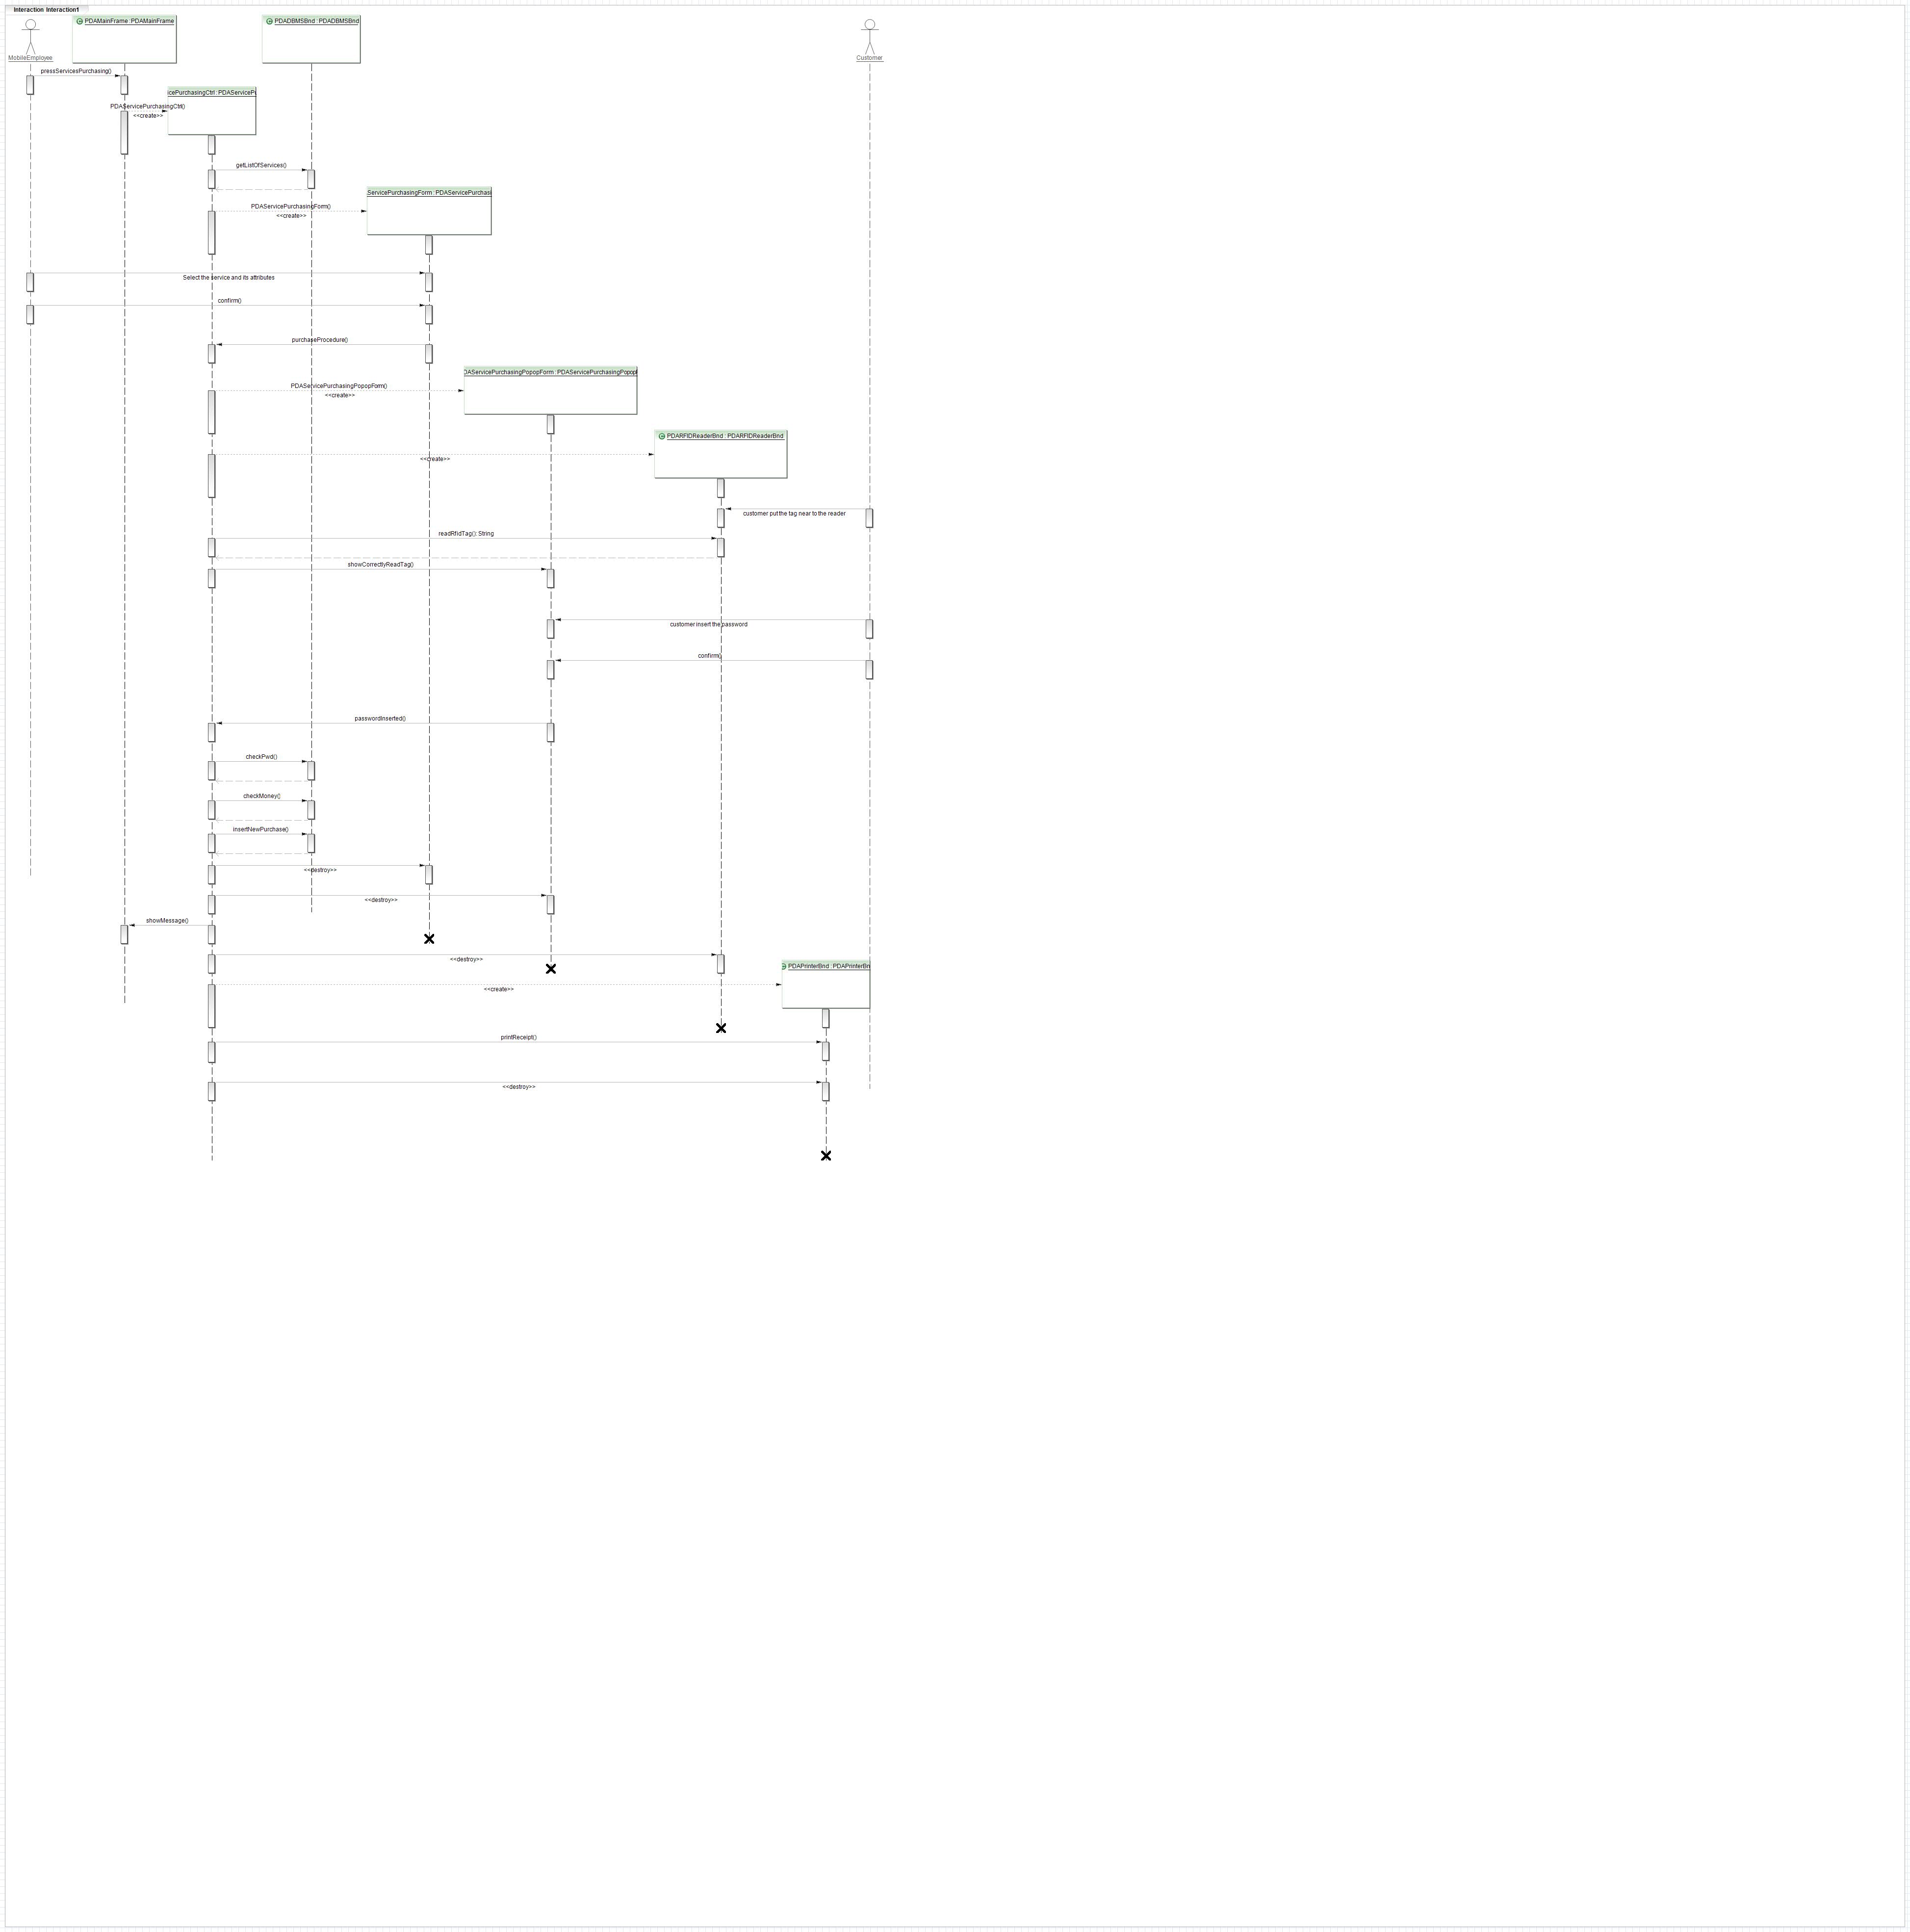 Interaction Interaction1
PDAMainFrame : PDAMainFrame
PDADBMSBnd : PDADBMSBnd
MobileEmployee
Customer
pressServicesPurchasing()
icePurchasingCtrl : PDAServicePu
PDAServicePurchasingCtrl()
<<create>>
getListOfServices()
ServicePurchasingForm : PDAServicePurchasi
PDAServicePurchasingForm()
<<create>>
Select the service and its attributes
confirm()
purchaseProcedure()
DAServicePurchasingPopopForm : PDAServicePurchasingPopopF
PDAServicePurchasingPopopForm()
<<create>>
PDARFIDReaderBnd : PDARFIDReaderBnd
<<create>>
customer put the tag near to the reader
readRfidTag(): String
showCorrectlyReadTag()
customer insert the password
confirm()
passwordInserted()
checkPwd()
checkMoney()
insertNewPurchase()
<<destroy>>
<<destroy>>
showMessage()
<<destroy>>
PDAPrinterBnd : PDAPrinterBn
<<create>>
printReceipt()
<<destroy>>